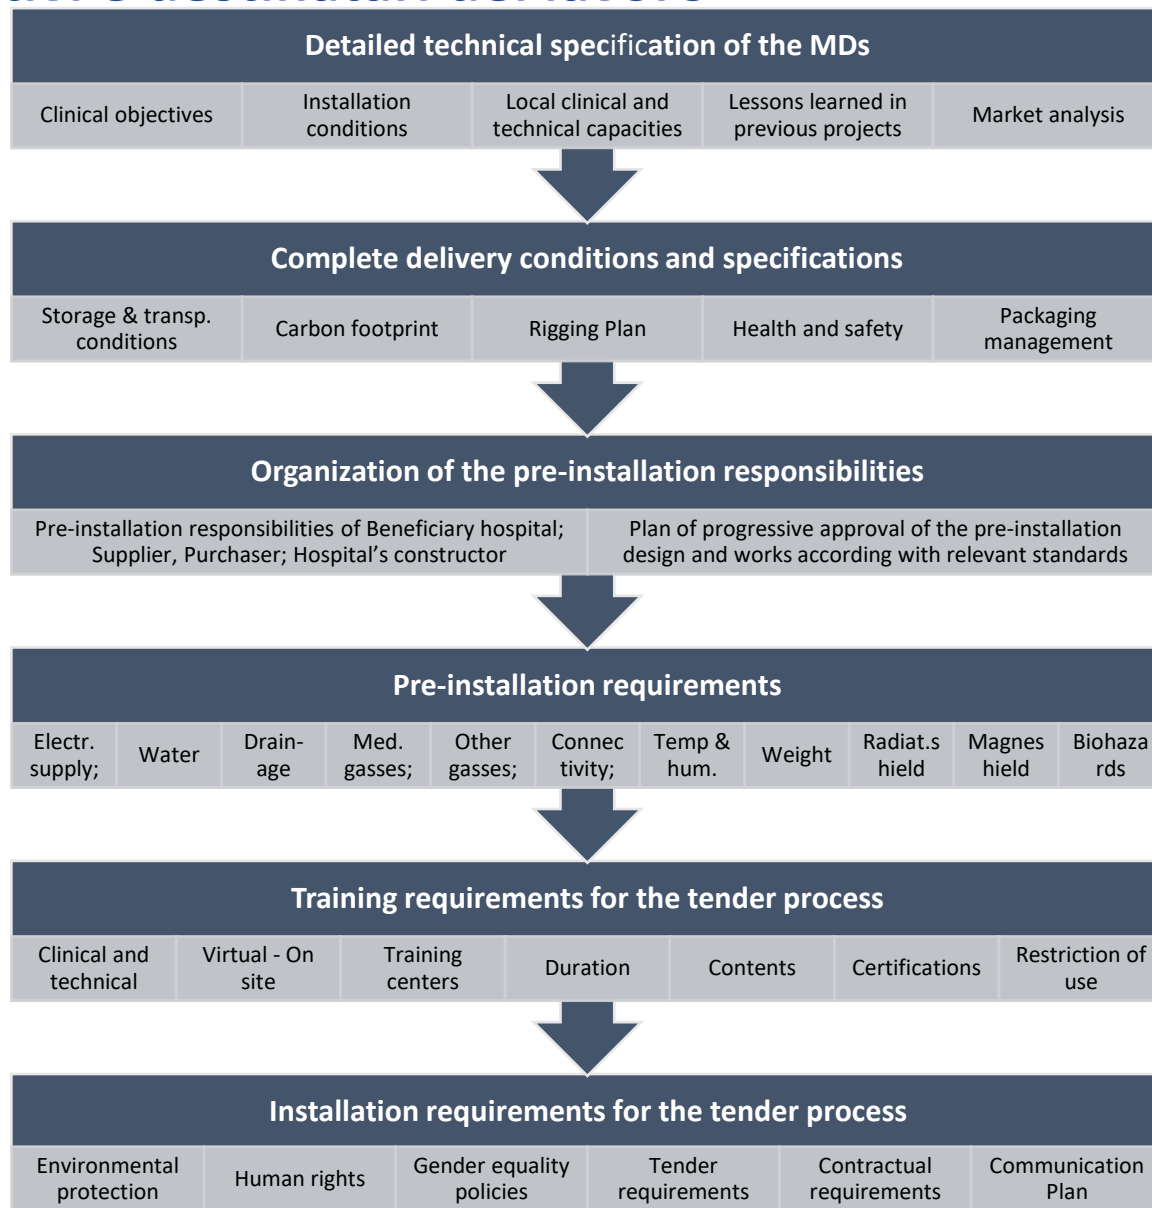 Detailed technical specification of the MDs
Clinical objectives
Installation
conditions
Local clinical and
technical capacities
Lessons learned in
previous projects
Market analysis
Complete delivery conditions and specifications
Storage & transp.
conditions
Carbon footprint
Rigging Plan
Health and safety
Packaging
management
Organization of the pre-installation responsibilities
Pre-installation responsibilities of Beneficiary hospital;
Supplier, Purchaser; Hospital's constructor
Plan of progressive approval of the pre-installation
design and works according with relevant standards
Pre-installation requirements
Electr.
supply;
Water
Drain-
age
Med.
gasses;
Other
gasses;
Connec
tivity;
Temp &
hum.
Weight
Radiat.s
hield
Magnes
hield
Biohaza
rds
Training requirements for the tender process
Clinical and
technical
Virtual - On
site
Training
centers
Duration
Contents
Certifications
Restriction of
use
Installation requirements for the tender process
Environmental
protection
Human rights
Gender equality
policies
Tender
requirements
Contractual
requirements
Communication
Plan